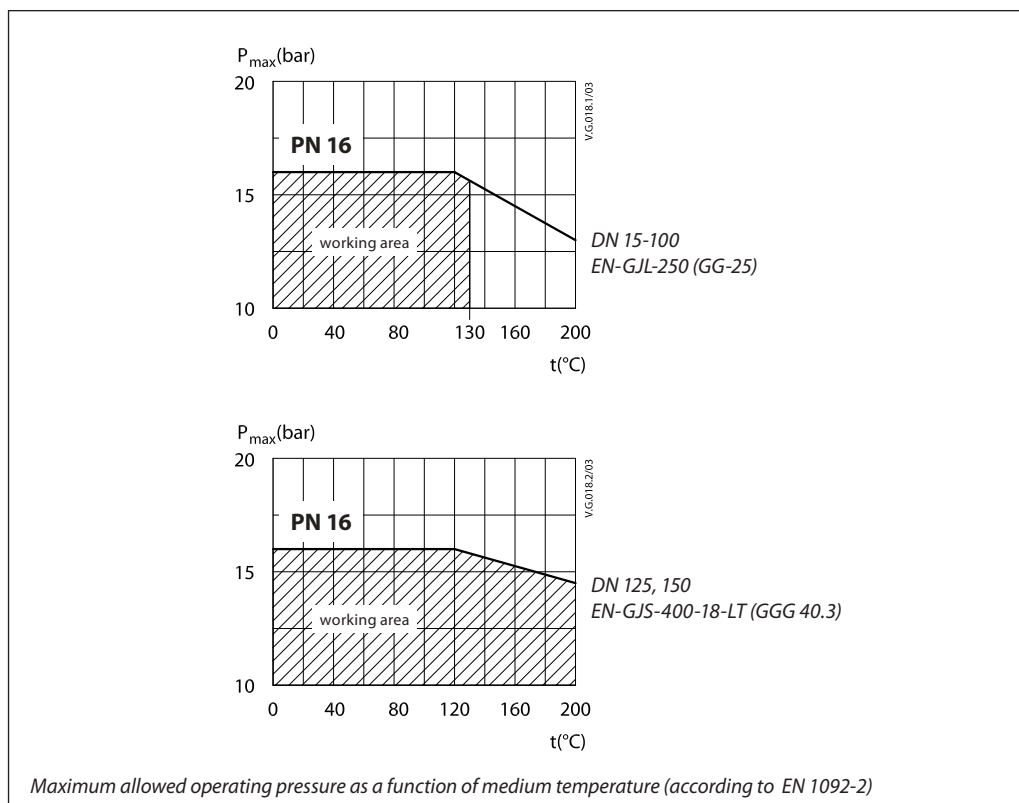 Pmax(bar)
20
15
10
PN 16
working area
0 40 80 130 160 200
t(°C)
V.G.018.1/03
DN 15-100
EN-GJL-250 (GG-25)
Pmax(bar)
20
15
10
PN 16
working area
0 40 80 120 160 200
t(°C)
V.G.018.2/03
DN 125, 150
EN-GJS-400-18-LT (GGG 40.3)
Maximum allowed operating pressure as a function of medium temperature (according to EN 1092-2)